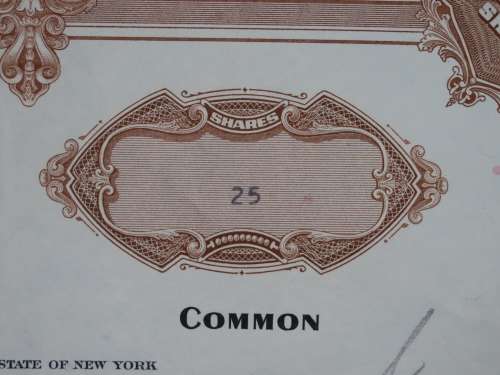 SHARES
25
COMMON
STATE OF NEW YORK